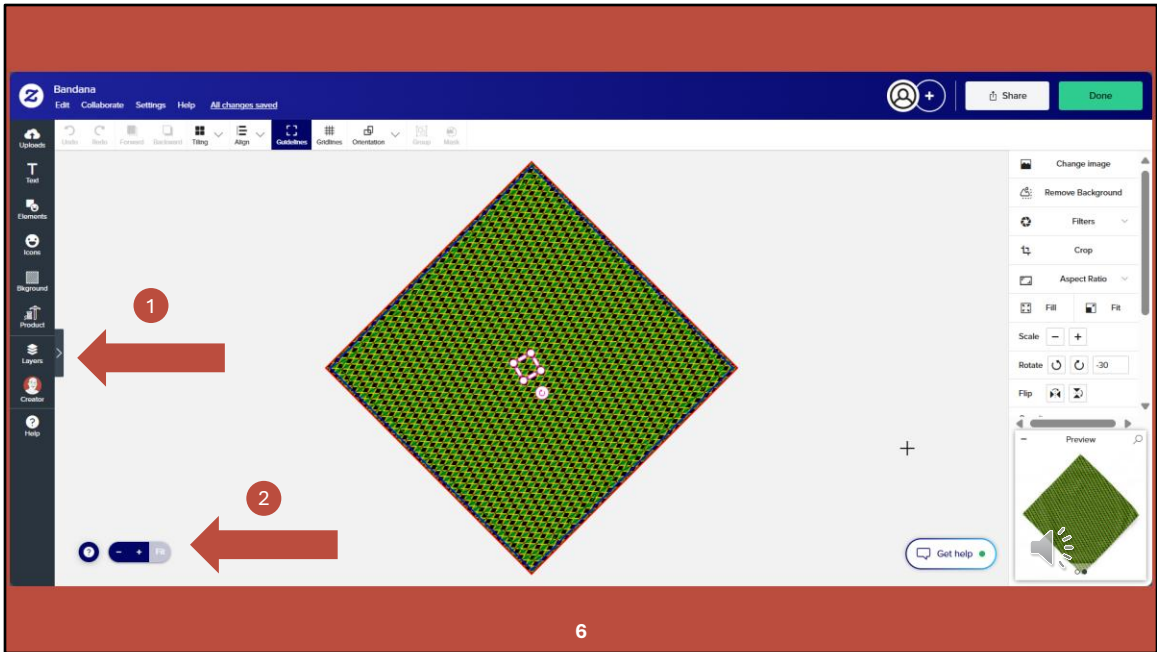 Z
Bandana
Edit Collaborate Settings Help All changes saved
+
Share
Done
Uploads
Text
Elements
Icons
Bkground
Product
Layers
Creator
Help
Undo Redo Forward Backward Tiling Align Guidelines Gridlines Orientation Group Mask
1
2
? - + Fit
Change image
Remove Background
Filters
Crop
Aspect Ratio
Fill Fit
Scale - +
Rotate -30
Flip
- Preview
Get help
6